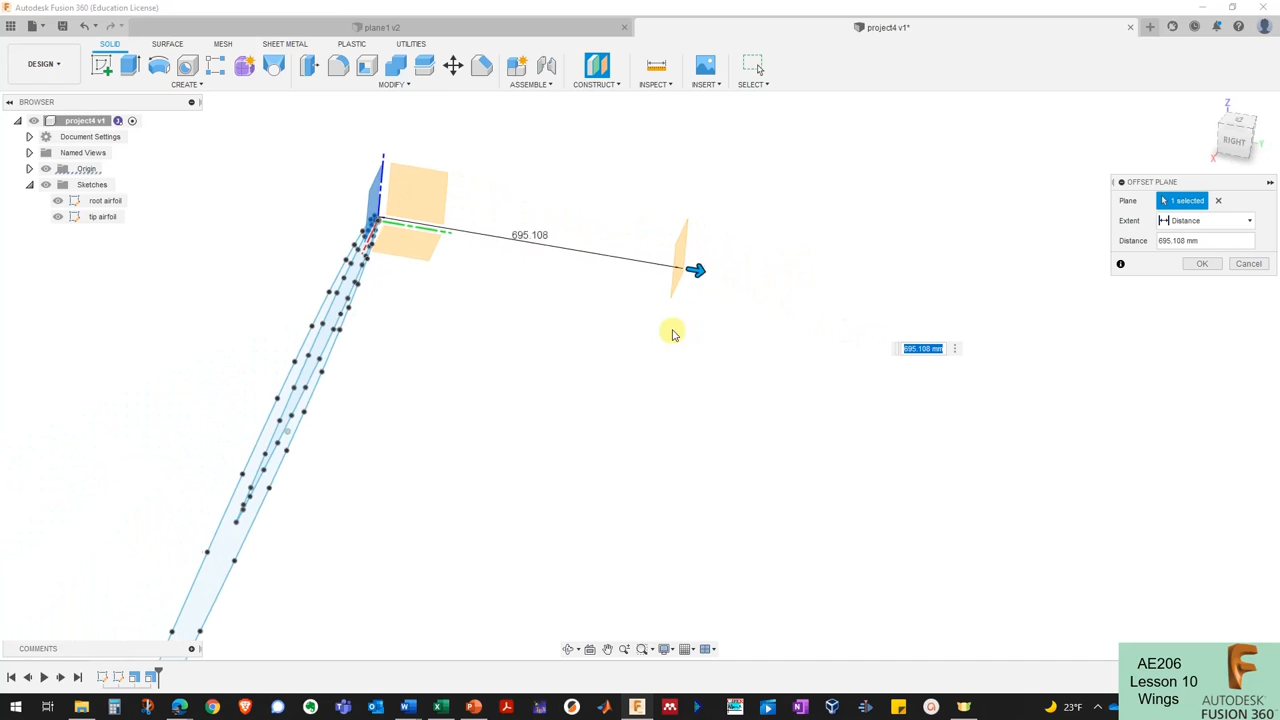 Autodesk Fusion 360 (Education License)
plane1 v2
project4 v1*
DESIGN
SOLID
SURFACE
MESH
SHEET METAL
PLASTIC
UTILITIES
CREATE
MODIFY
ASSEMBLE
CONSTRUCT
INSPECT
INSERT
SELECT
BROWSER
project4 v1
Document Settings
Named Views
Origin
Sketches
root airfoil
tip airfoil
695.108
695.108 mm
Z
RIGHT
Y
X
OFFSET PLANE
Plane
1 selected
Extent
Distance
Distance
695.108 mm
OK
Cancel
COMMENTS
AE206
Lesson 10
Wings
AUTODESK
FUSION 360
23°F